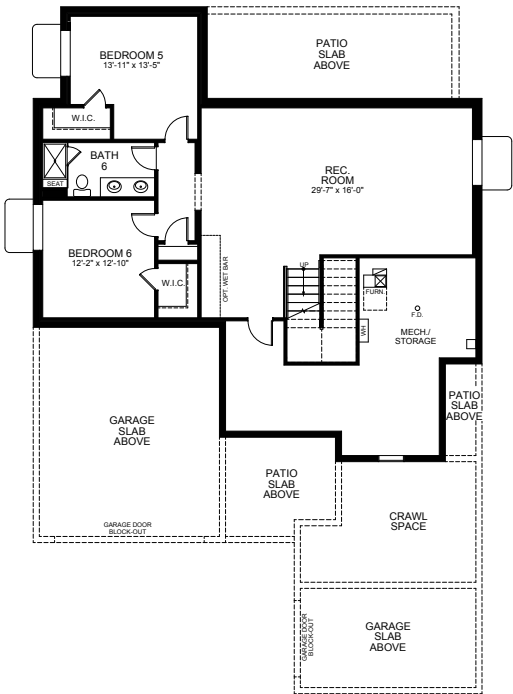 PATIO
SLAB
ABOVE
BEDROOM 5
13'-11" x 13'-5"
W.I.C.
BATH
6
SEAT
REC.
ROOM
29'-7" x 16'-0"
BEDROOM 6
12'-2" x 12'-10"
W.I.C.
OPT. WET BAR
UP
FURN.
F.D.
WH
MECH./
STORAGE
PATIO
SLAB
ABOVE
GARAGE
SLAB
ABOVE
PATIO
SLAB
ABOVE
GARAGE DOOR
BLOCK-OUT
CRAWL
SPACE
GARAGE DOOR
BLOCK-OUT
GARAGE
SLAB
ABOVE